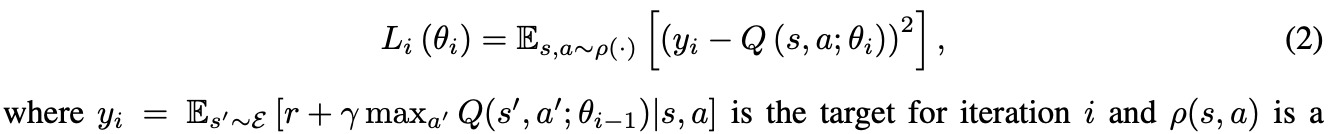 L_i (θ_i) = 𝔼_{s,a∼ρ(·)} [(y_i − Q (s, a; θ_i))^2], (2)
where y_i = 𝔼_{s′∼ℰ} [r + γ max_{a′} Q(s′, a′; θ_{i−1})|s, a] is the target for iteration i and ρ(s, a) is a